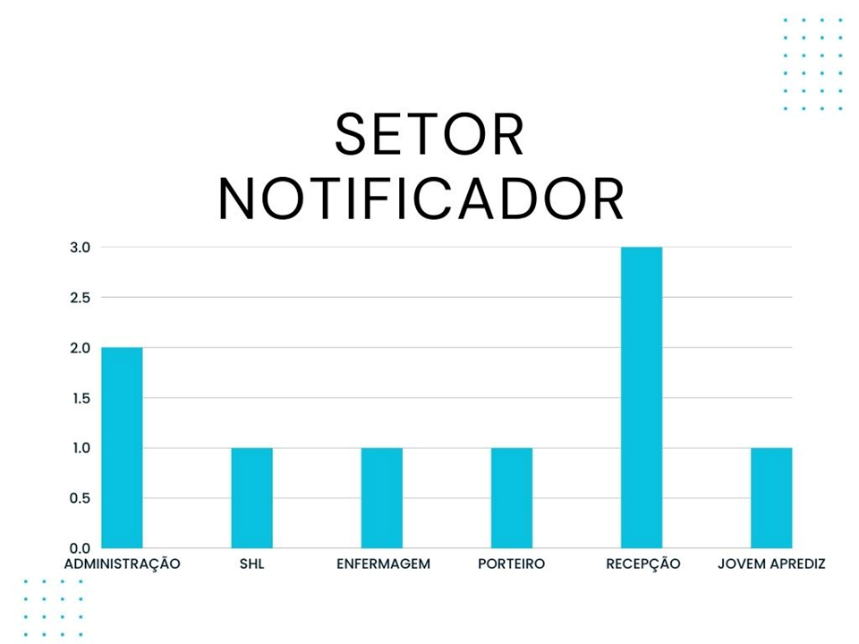 SETOR
NOTIFICADOR
3.0
2.5
2.0
1.5
1.0
0.5
0.0
ADMINISTRAÇÃO SHL ENFERMAGEM PORTEIRO RECEPÇÃO JOVEM APREDIZ